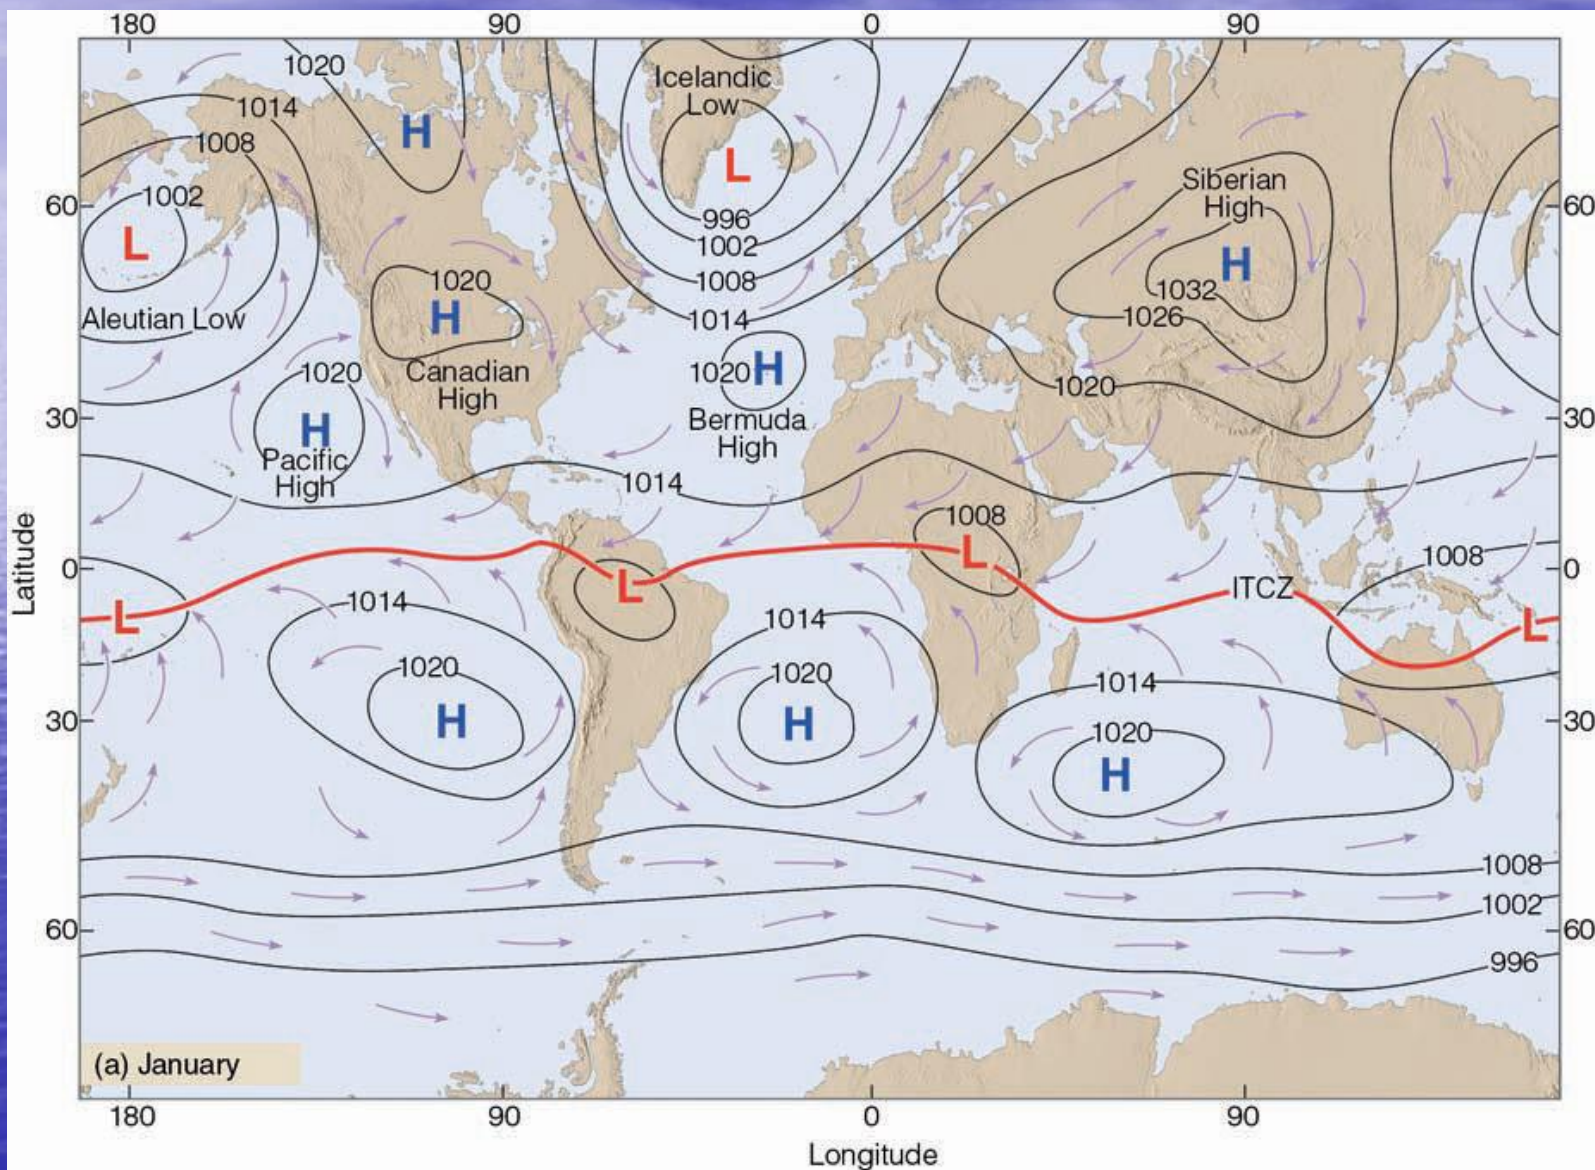 180 90 0 90
1020
Icelandic
Low
1014
H
1008
L
Siberian
High
1002
60 60
996
1002
L
H
1020
1008
1032
H
Aleutian Low
1014
1026
1020
H
1020
Canadian
High
1020
30 30
H
Bermuda
High
Pacific
High
1014
1008
L
1008
0 0
L
ITCZ
L
L
1014
1014
1020
1020
1014
H
H
30 30
1020
H
1008
1002
60 60
996
Latitude
(a) January
180 90 0 90
Longitude